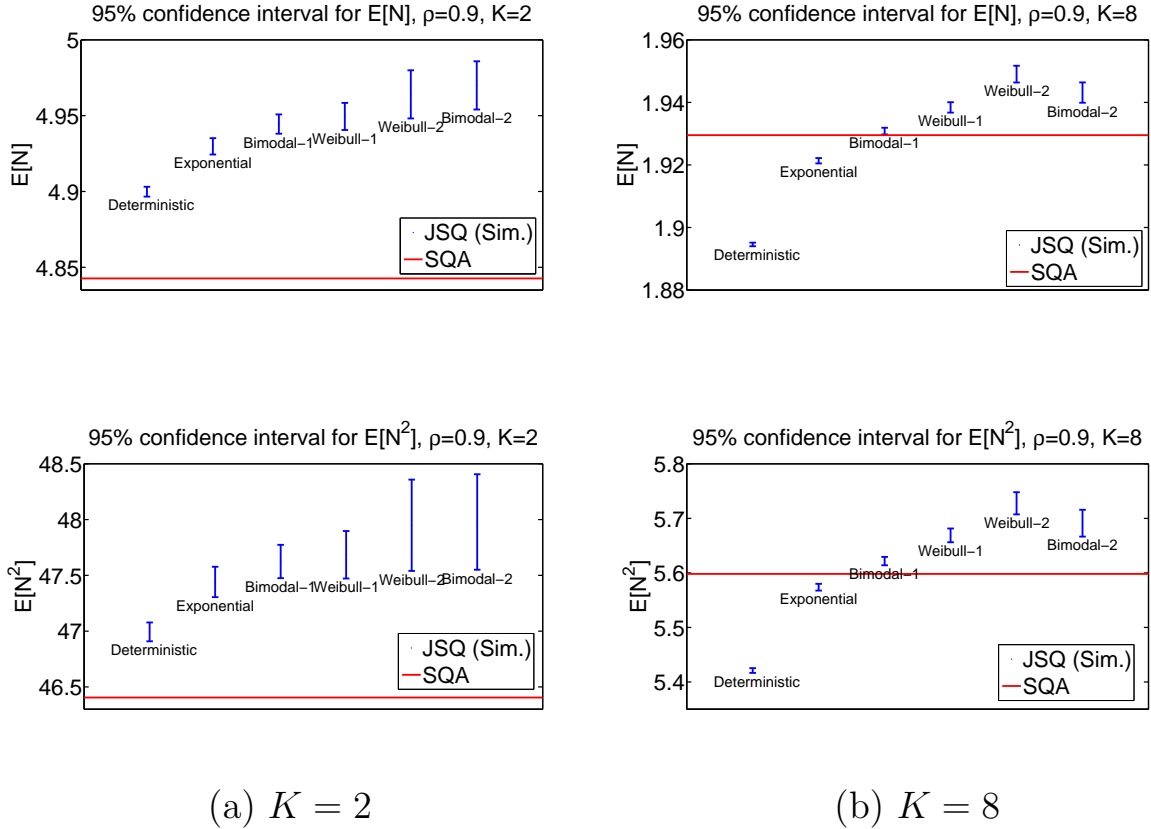 95% confidence interval for E[N], ρ=0.9, K=2
5
4.95
4.9
4.85
E[N]
Deterministic
Exponential
Bimodal−1
Weibull−1
Weibull−2
Bimodal−2
JSQ (Sim.)
SQA
95% confidence interval for E[N], ρ=0.9, K=8
1.96
1.94
1.92
1.9
1.88
E[N]
Deterministic
Exponential
Bimodal−1
Weibull−1
Weibull−2
Bimodal−2
JSQ (Sim.)
SQA
95% confidence interval for E[N²], ρ=0.9, K=2
48.5
48
47.5
47
46.5
E[N²]
Deterministic
Exponential
Bimodal−1
Weibull−1
Weibull−2
Bimodal−2
JSQ (Sim.)
SQA
95% confidence interval for E[N²], ρ=0.9, K=8
5.8
5.7
5.6
5.5
5.4
E[N²]
Deterministic
Exponential
Bimodal−1
Weibull−1
Weibull−2
Bimodal−2
JSQ (Sim.)
SQA
(a) K = 2
(b) K = 8